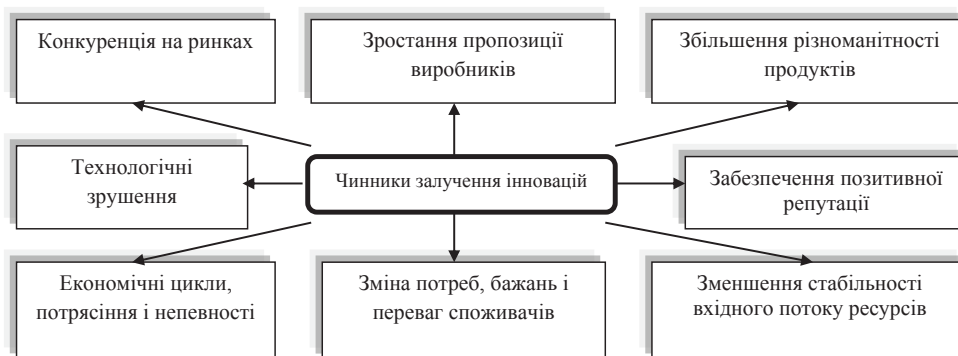 Конкуренція на ринках
Зростання пропозиції
виробників
Збільшення різноманітності
продуктів
Технологічні
зрушення
Чинники залучення інновацій
Забезпечення позитивної
репутації
Економічні цикли,
потрясіння і непевності
Зміна потреб, бажань і
переваг споживачів
Зменшення стабільності
вхідного потоку ресурсів